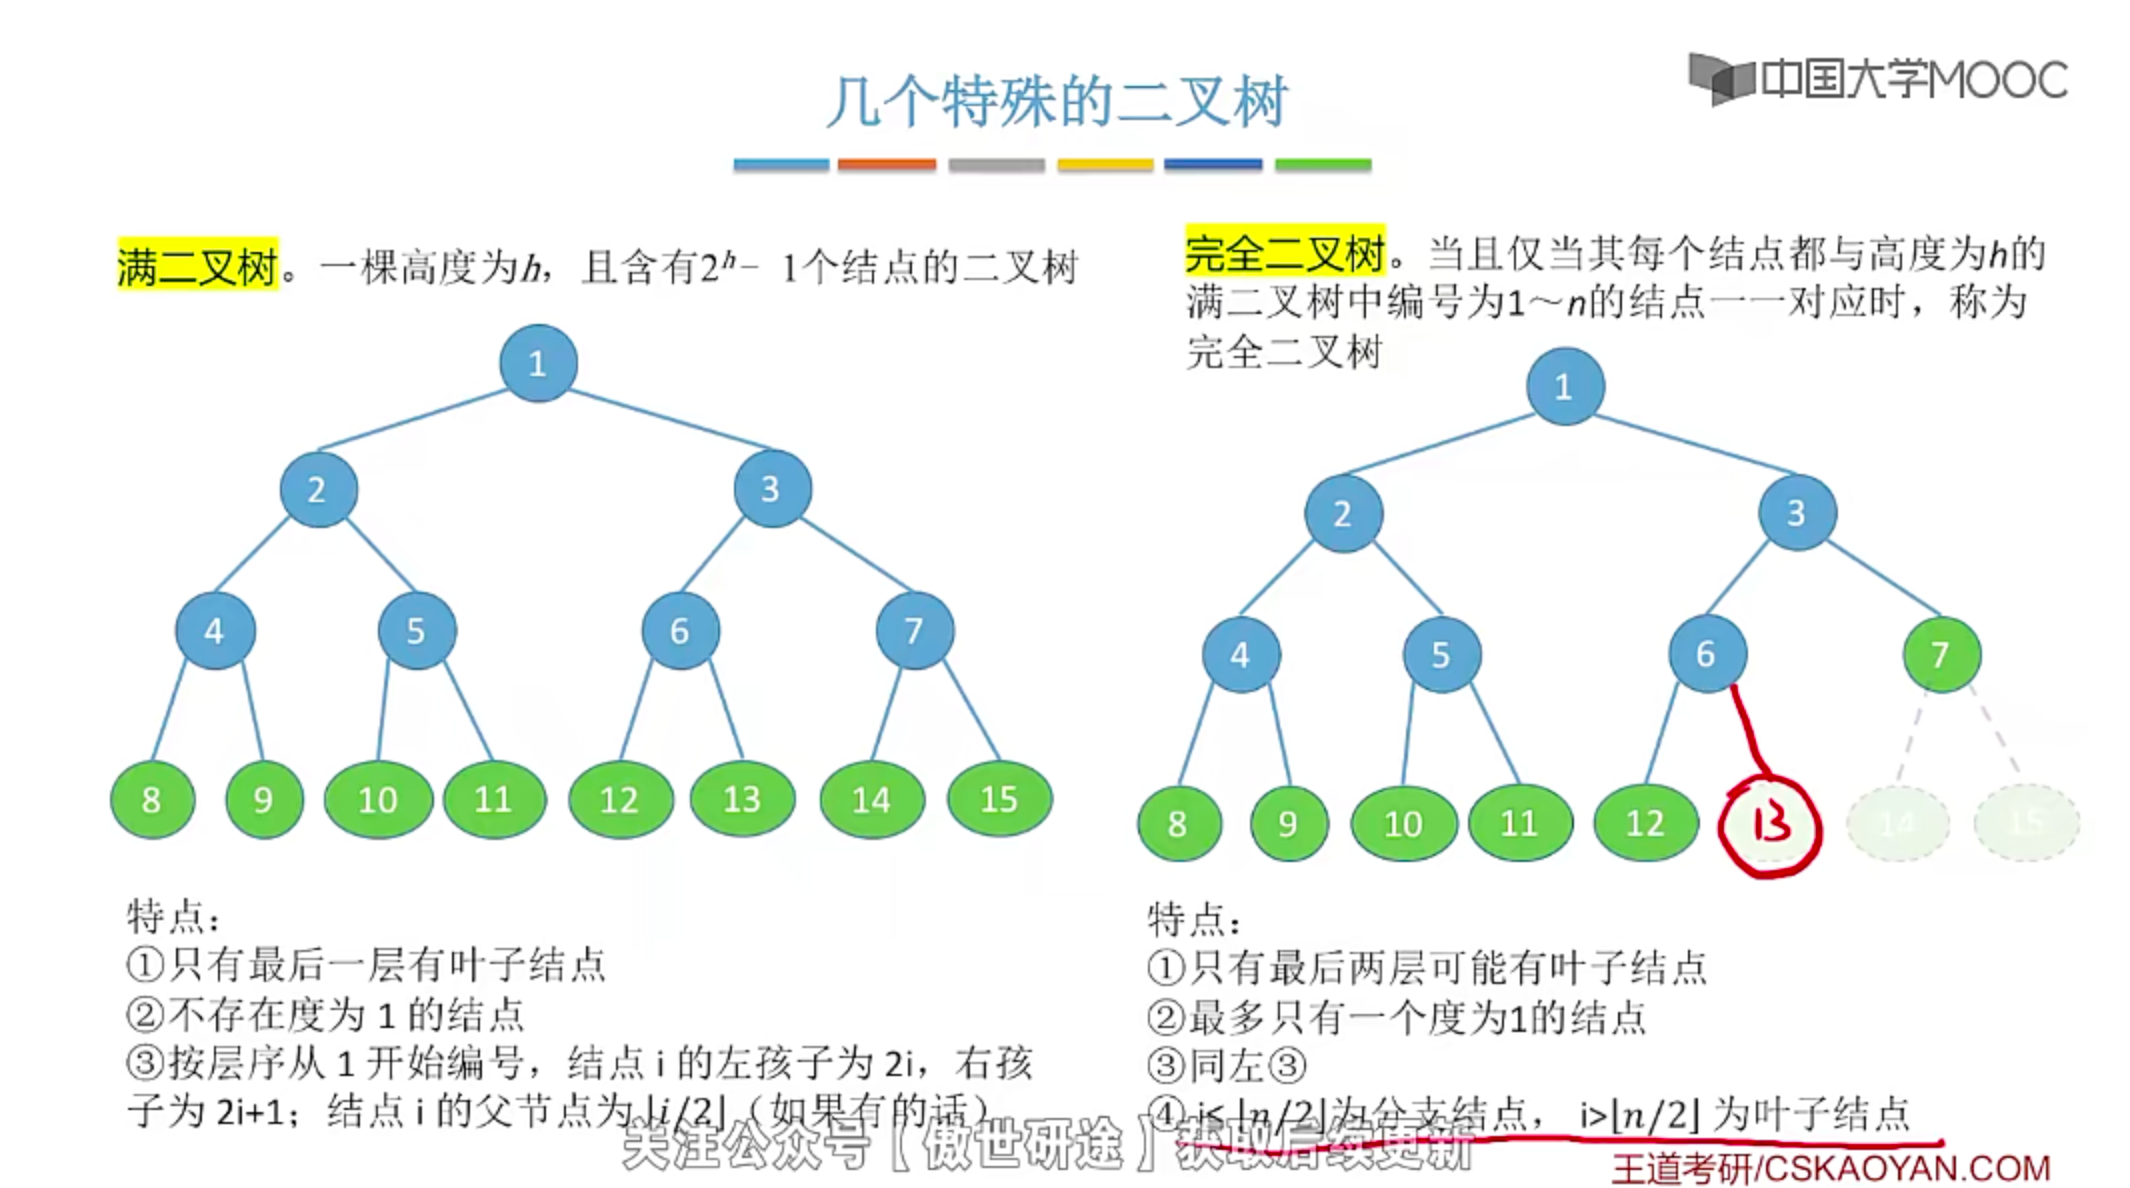 几个特殊的二叉树
中国大学MOOC
满二叉树。一棵高度为h，且含有2ʰ − 1个结点的二叉树
1
2 3
4 5 6 7
8 9 10 11 12 13 14 15
特点：
①只有最后一层有叶子结点
②不存在度为 1 的结点
③按层序从 1 开始编号，结点 i 的左孩子为 2i，右孩
子为 2i+1；结点 i 的父节点为 ⌊i/2⌋（如果有的话）
完全二叉树。当且仅当其每个结点都与高度为h的
满二叉树中编号为1～n的结点一一对应时，称为
完全二叉树
1
2 3
4 5 6 7
8 9 10 11 12 13 14 15
特点：
①只有最后两层可能有叶子结点
②最多只有一个度为1的结点
③同左③
④ i≤ ⌊n/2⌋为分支结点， i>⌊n/2⌋ 为叶子结点
关注公众号【傲世研途】获取后续更新
王道考研/CSKAOYAN.COM